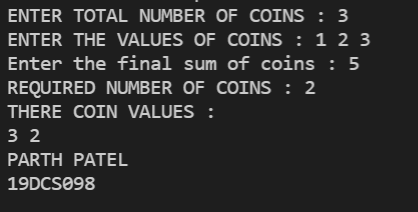 ENTER TOTAL NUMBER OF COINS : 3
ENTER THE VALUES OF COINS : 1 2 3
Enter the final sum of coins : 5
REQUIRED NUMBER OF COINS : 2
THERE COIN VALUES :
3 2
PARTH PATEL
19DCS098